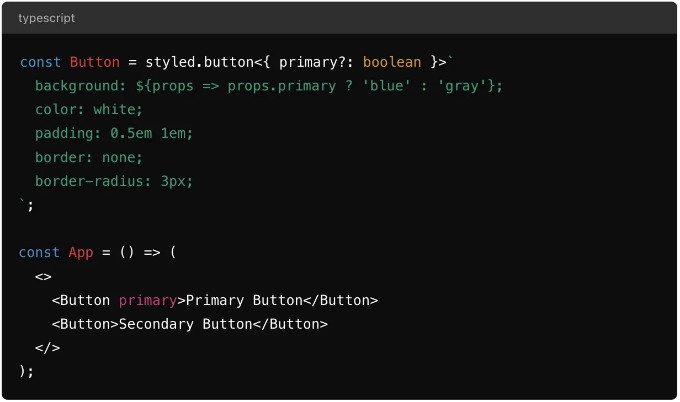 typescript
const Button = styled.button<{ primary?: boolean }>`
  background: ${props => props.primary ? 'blue' : 'gray'};
  color: white;
  padding: 0.5em 1em;
  border: none;
  border-radius: 3px;
`;
const App = () => (
  <>
    <Button primary>Primary Button</Button>
    <Button>Secondary Button</Button>
  </>
);